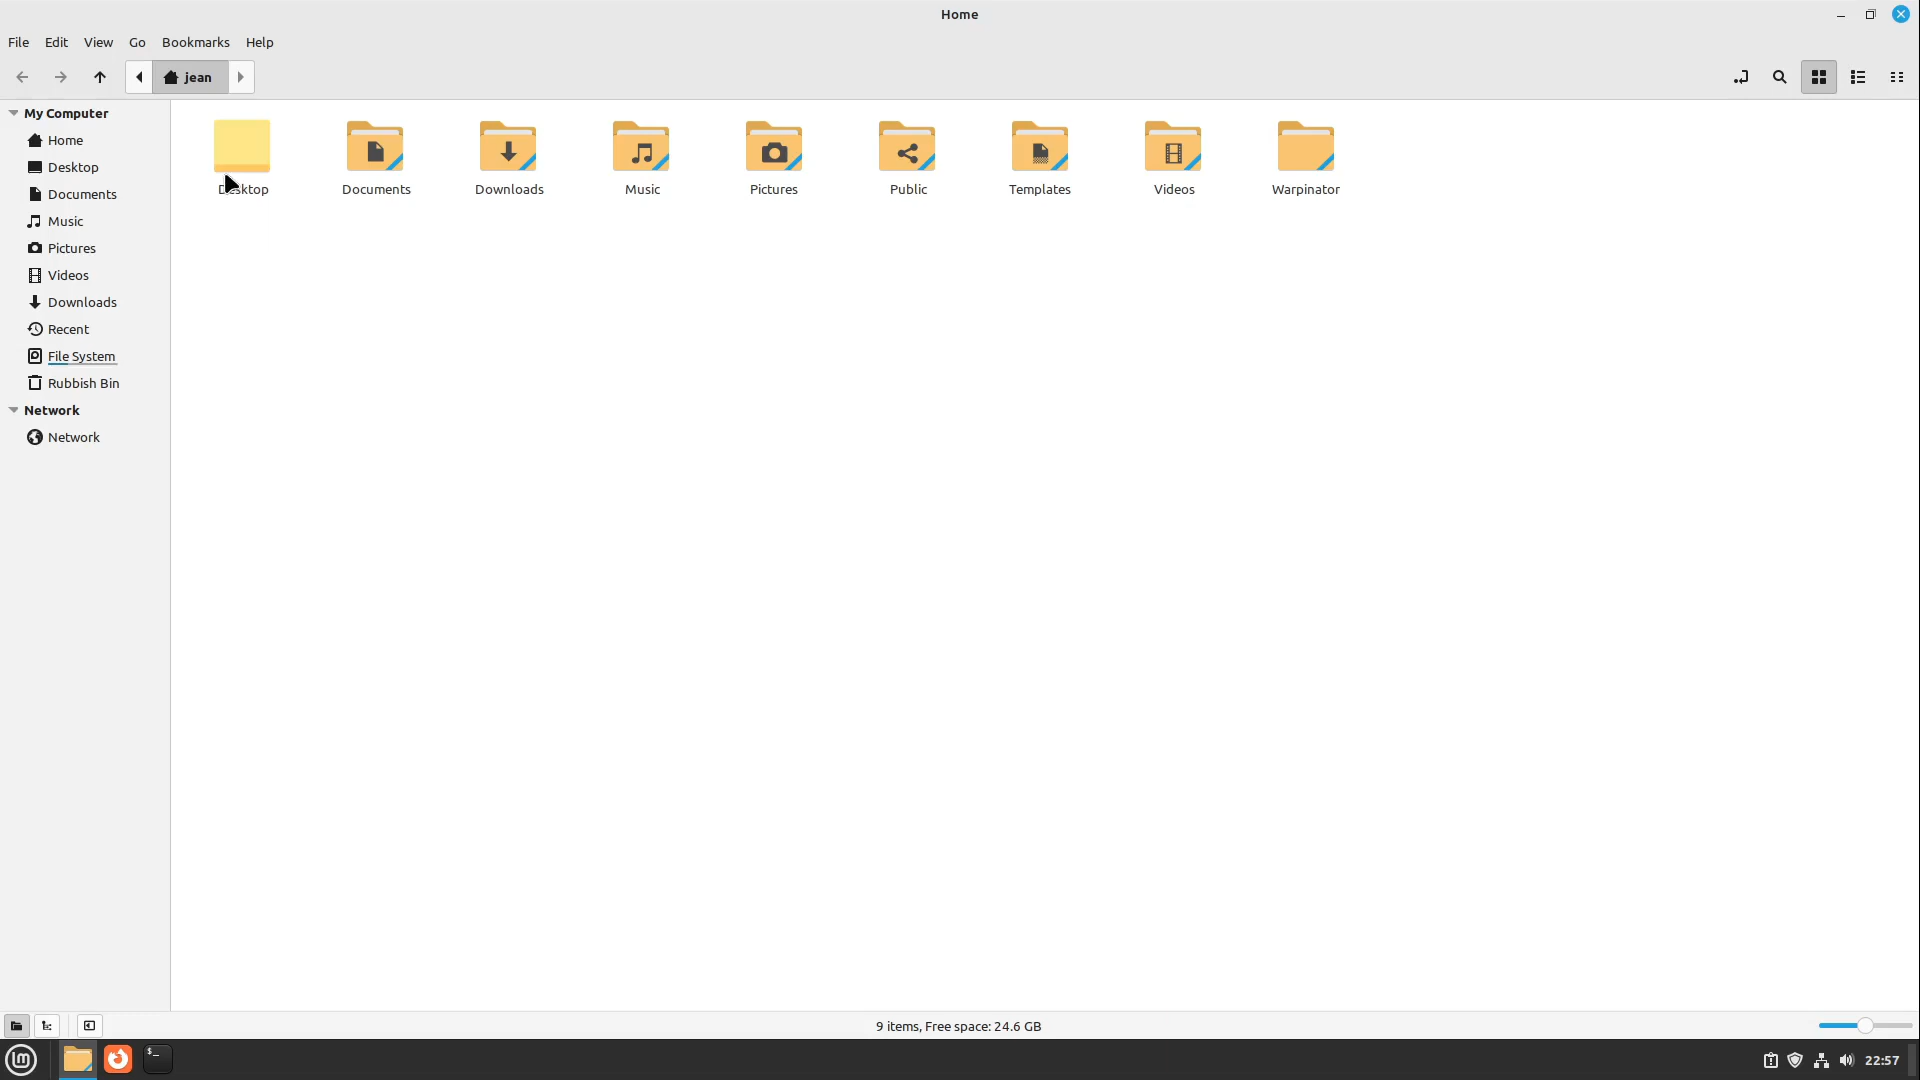 Home
File Edit View Go Bookmarks Help
jean
My Computer
Home
Desktop
Documents
Music
Pictures
Videos
Downloads
Recent
File System
Rubbish Bin
Network
Network
Desktop Documents Downloads Music Pictures Public Templates Videos Warpinator
9 items, Free space: 24.6 GB
lm $_ 22:57